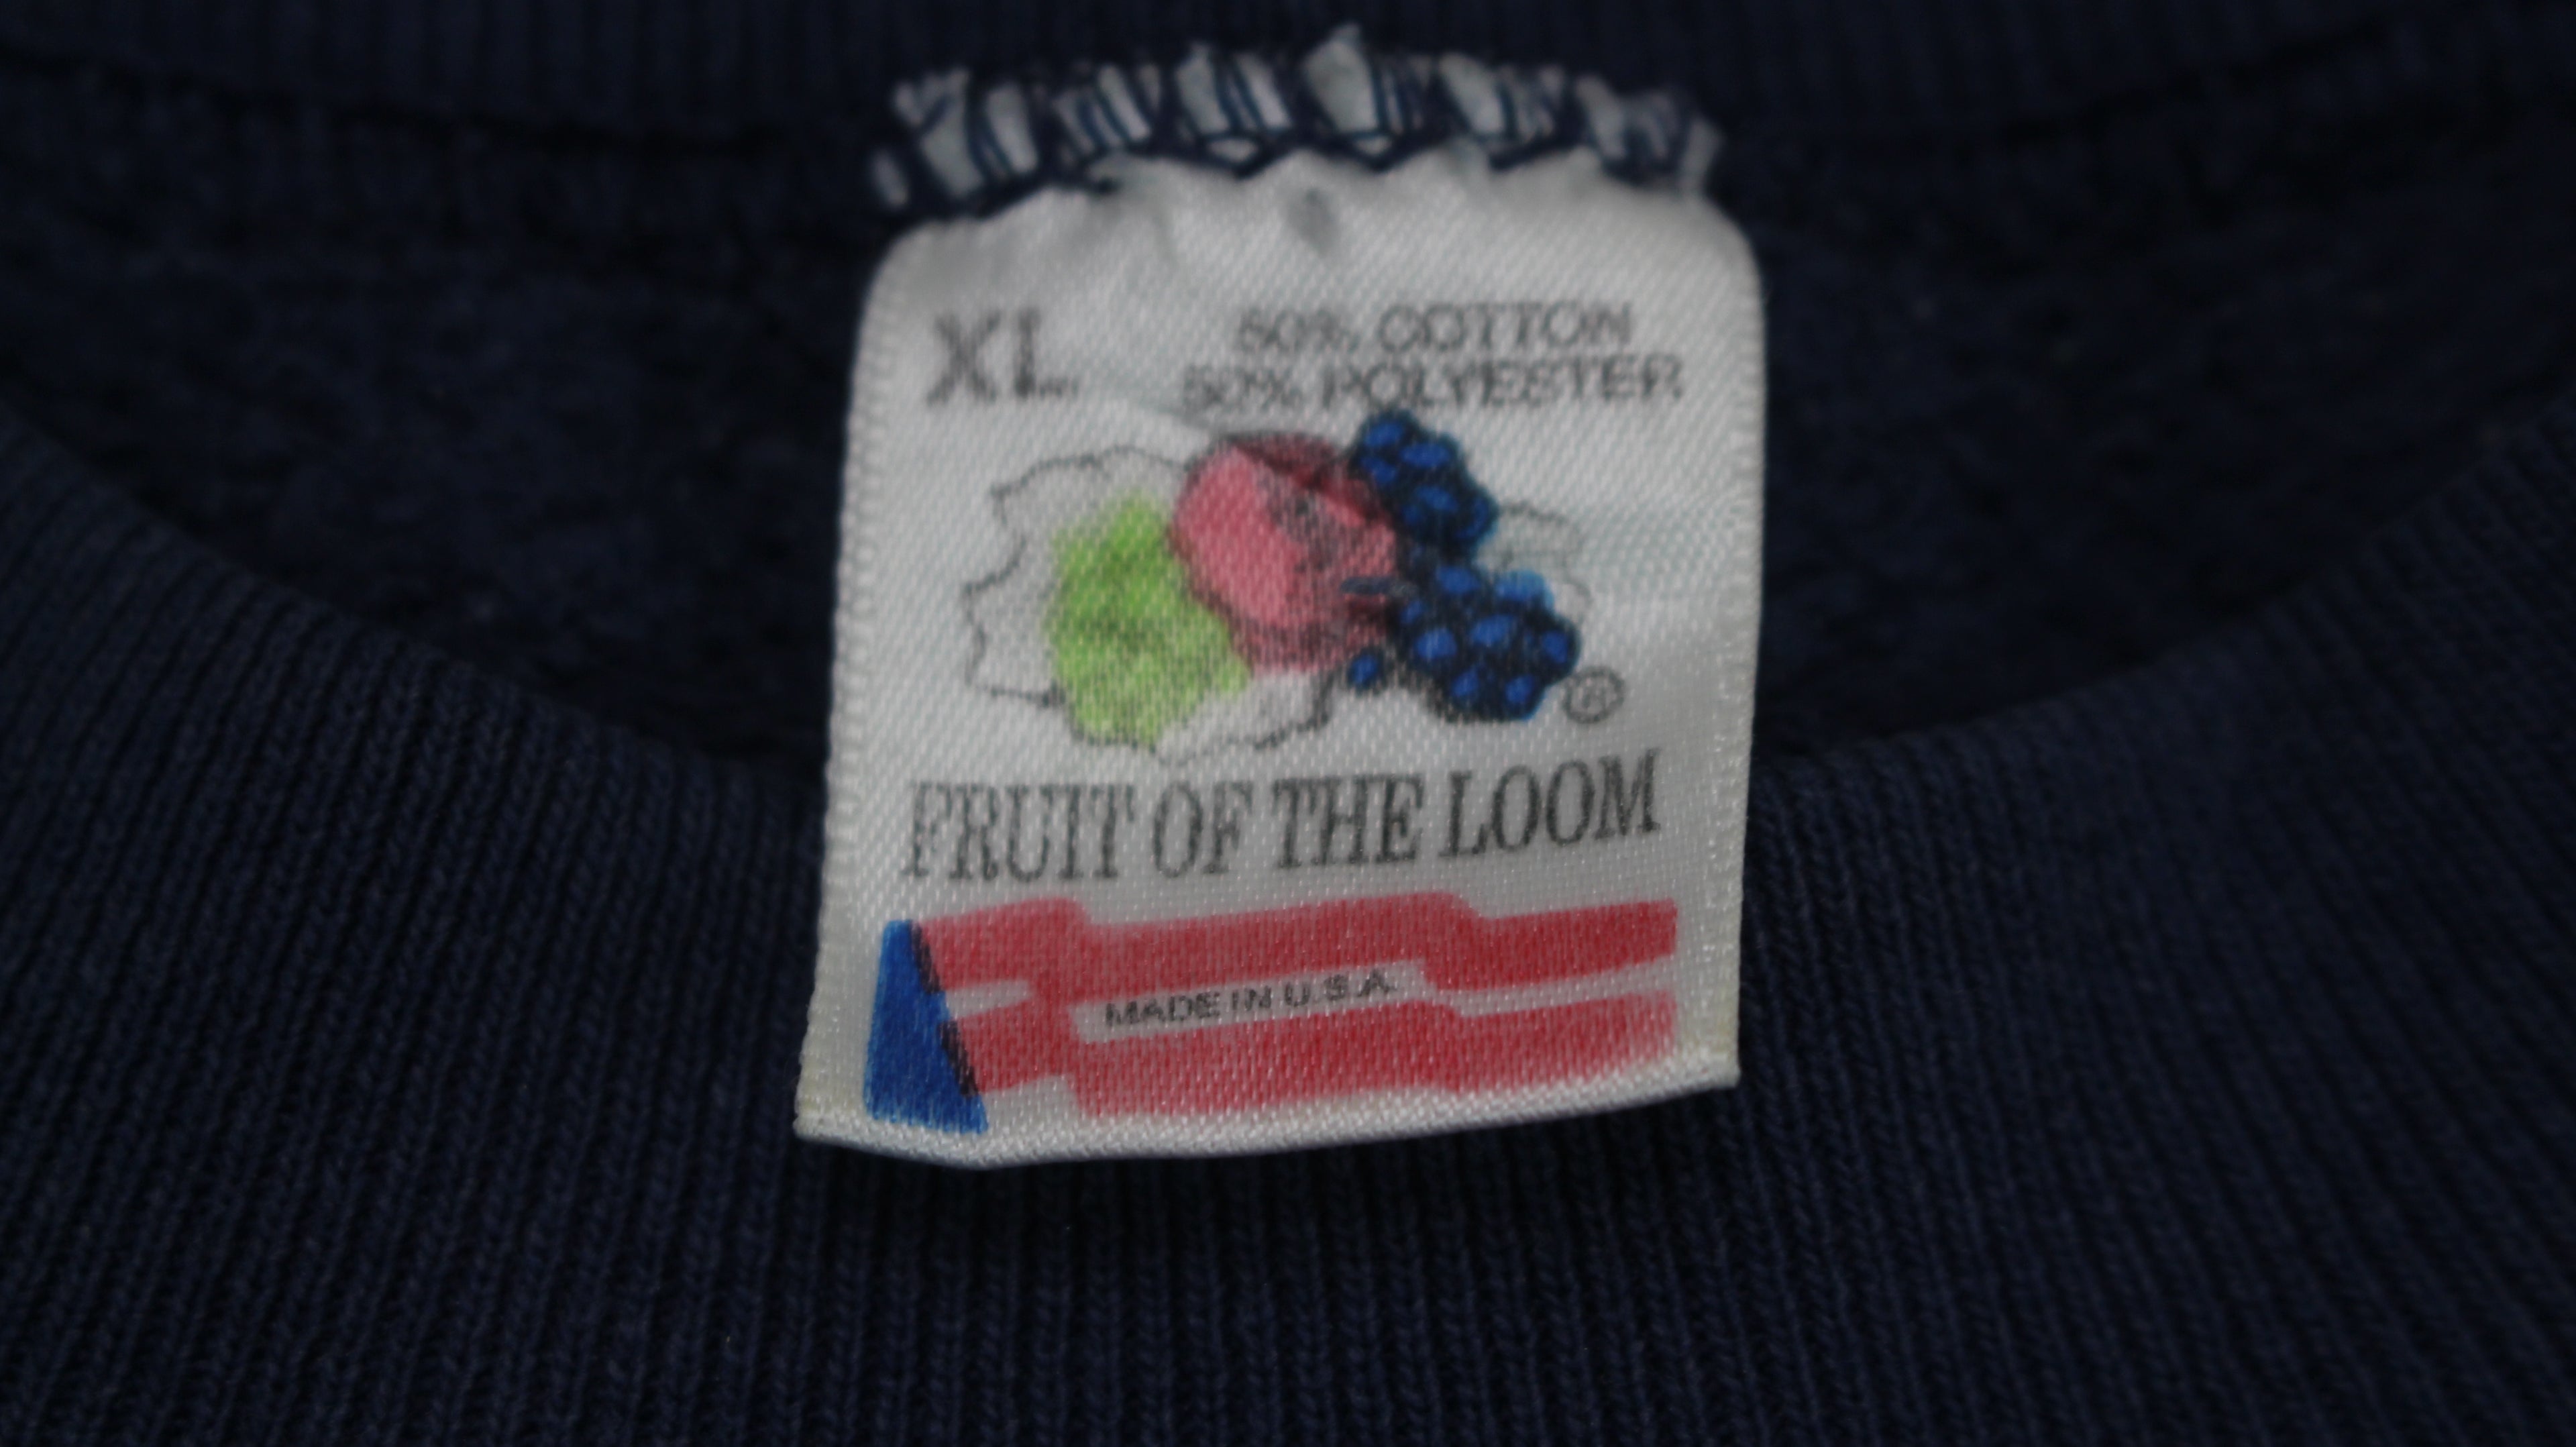 XL
50% COTTON
50% POLYESTER
®
FRUIT OF THE LOOM
MADE IN U.S.A.